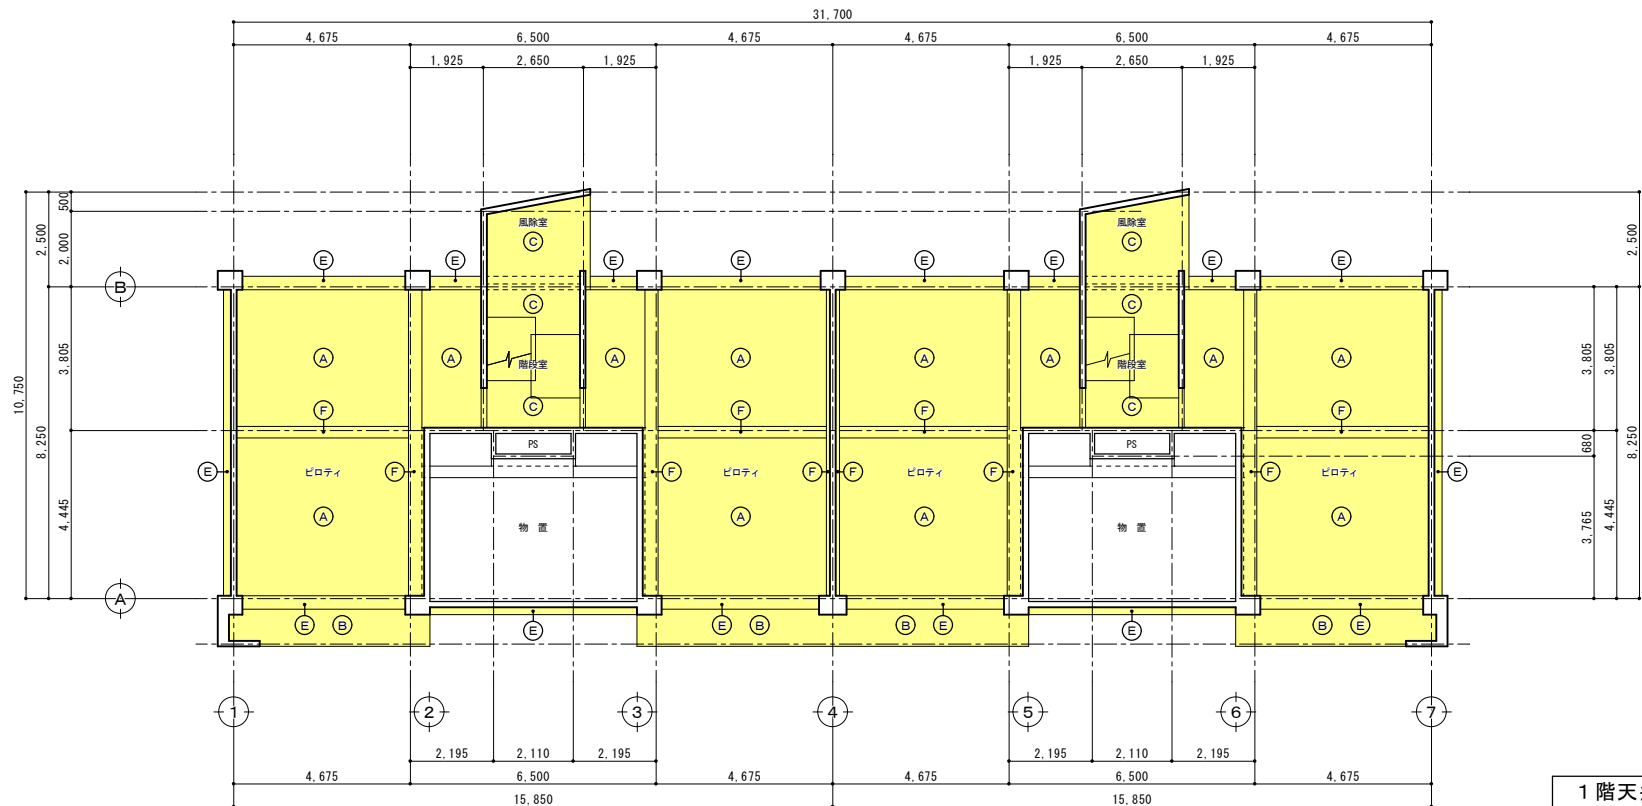 31,700
4,675 6,500 4,675 4,675 6,500 4,675
1,925 2,650 1,925 1,925 2,650 1,925
500
2,500 2,000 2,500
風除室 風除室
C C
E E E E E E E E
B
C C
10,750 8,250 3,805 3,805 3,805 8,250
A A A A A A A A
階段室 階段室
F C F F C F
PS PS 680
E ピロティ F F ピロティ F F ピロティ F F ピロティ E
4,445 A 物置 A A 物置 A 3,765 4,445
A
E B E E B B E E B E
1 2 3 4 5 6 7
2,195 2,110 2,195 2,195 2,110 2,195
4,675 6,500 4,675 4,675 6,500 4,675
15,850 15,850
1階天